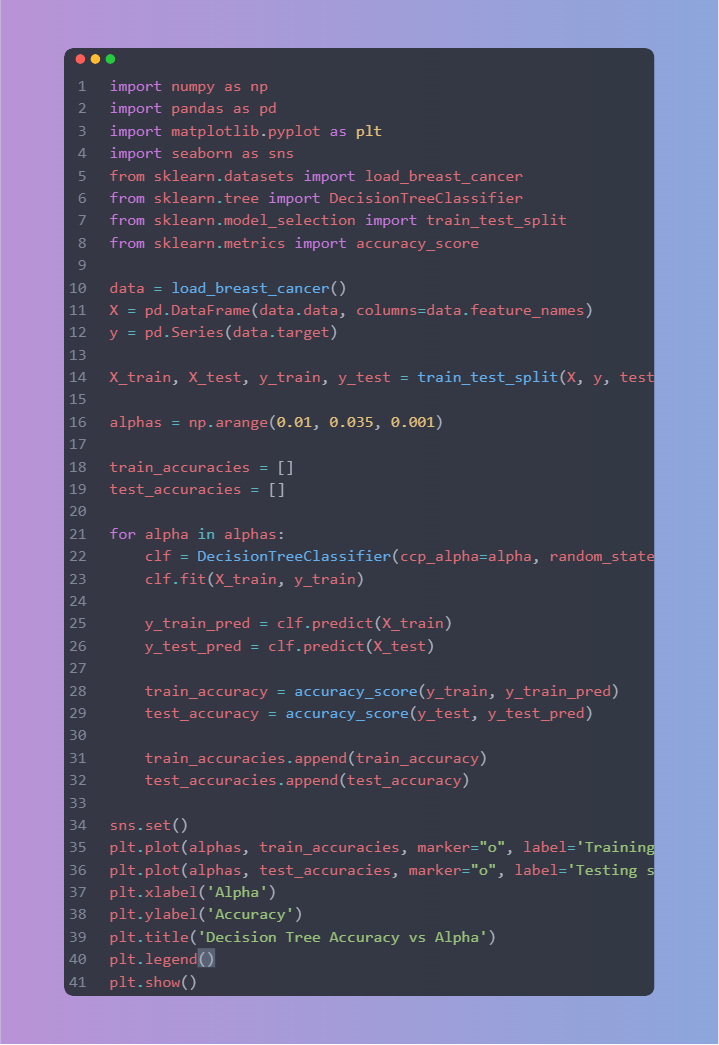 1 import numpy as np
2 import pandas as pd
3 import matplotlib.pyplot as plt
4 import seaborn as sns
5 from sklearn.datasets import load_breast_cancer
6 from sklearn.tree import DecisionTreeClassifier
7 from sklearn.model_selection import train_test_split
8 from sklearn.metrics import accuracy_score
9
10 data = load_breast_cancer()
11 X = pd.DataFrame(data.data, columns=data.feature_names)
12 y = pd.Series(data.target)
13
14 X_train, X_test, y_train, y_test = train_test_split(X, y, test
15
16 alphas = np.arange(0.01, 0.035, 0.001)
17
18 train_accuracies = []
19 test_accuracies = []
20
21 for alpha in alphas:
22     clf = DecisionTreeClassifier(ccp_alpha=alpha, random_state
23     clf.fit(X_train, y_train)
24
25     y_train_pred = clf.predict(X_train)
26     y_test_pred = clf.predict(X_test)
27
28     train_accuracy = accuracy_score(y_train, y_train_pred)
29     test_accuracy = accuracy_score(y_test, y_test_pred)
30
31     train_accuracies.append(train_accuracy)
32     test_accuracies.append(test_accuracy)
33
34 sns.set()
35 plt.plot(alphas, train_accuracies, marker="o", label='Training
36 plt.plot(alphas, test_accuracies, marker="o", label='Testing s
37 plt.xlabel('Alpha')
38 plt.ylabel('Accuracy')
39 plt.title('Decision Tree Accuracy vs Alpha')
40 plt.legend()
41 plt.show()